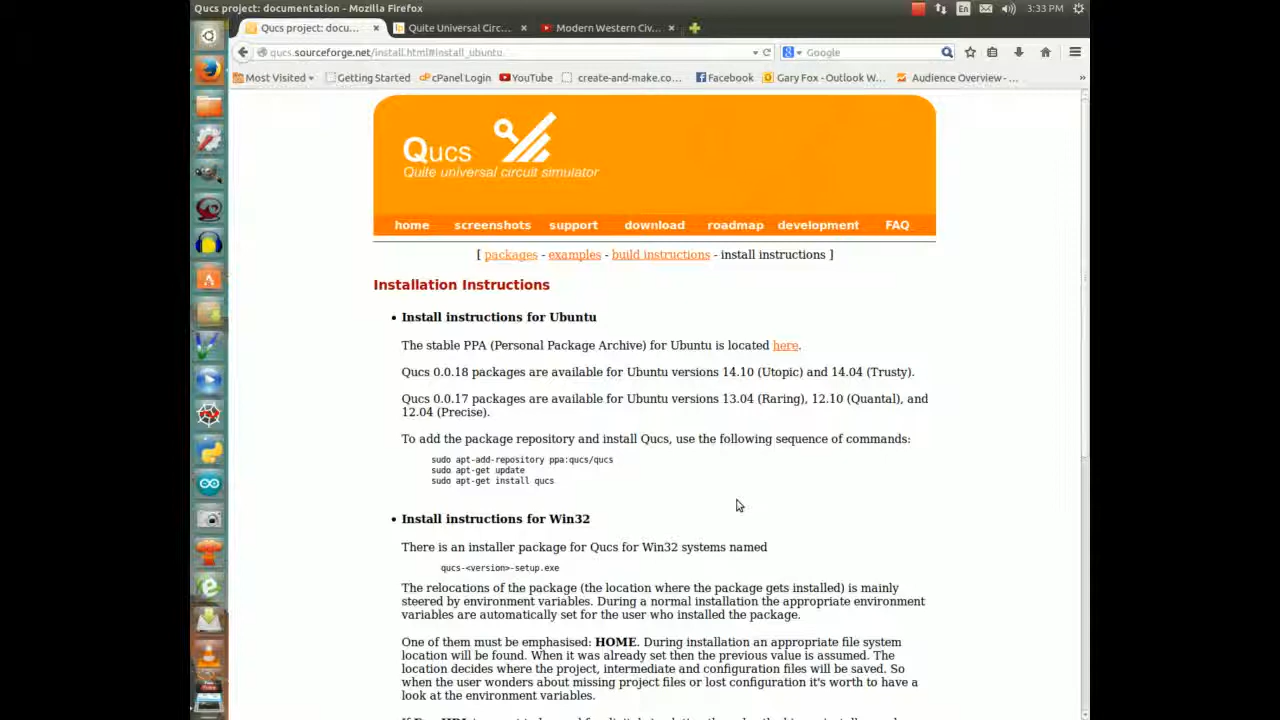 Qucs project: documentation - Mozilla Firefox
En
3:33 PM
Qucs project: docu...
Quite Universal Circ...
Modern Western Civ...
qucs.sourceforge.net/install.html#install_ubuntu
Google
Most Visited
Getting Started
cPanel Login
YouTube
create-and-make.co...
Facebook
Gary Fox - Outlook W...
Audience Overview - ...
»
Qucs
Quite universal circuit simulator
home screenshots support download roadmap development FAQ
[ packages - examples - build instructions - install instructions ]
Installation Instructions
• Install instructions for Ubuntu
The stable PPA (Personal Package Archive) for Ubuntu is located here.
Qucs 0.0.18 packages are available for Ubuntu versions 14.10 (Utopic) and 14.04 (Trusty).
Qucs 0.0.17 packages are available for Ubuntu versions 13.04 (Raring), 12.10 (Quantal), and
12.04 (Precise).
To add the package repository and install Qucs, use the following sequence of commands:
sudo apt-add-repository ppa:qucs/qucs
sudo apt-get update
sudo apt-get install qucs
• Install instructions for Win32
There is an installer package for Qucs for Win32 systems named
qucs-<version>-setup.exe
The relocations of the package (the location where the package gets installed) is mainly
steered by environment variables. During a normal installation the appropriate environment
variables are automatically set for the user who installed the package.
One of them must be emphasised: HOME. During installation an appropriate file system
location will be found. When it was already set then the previous value is assumed. The
location decides where the project, intermediate and configuration files will be saved. So
when the user wonders about missing project files or lost configuration it's worth to have a
look at the environment variables.